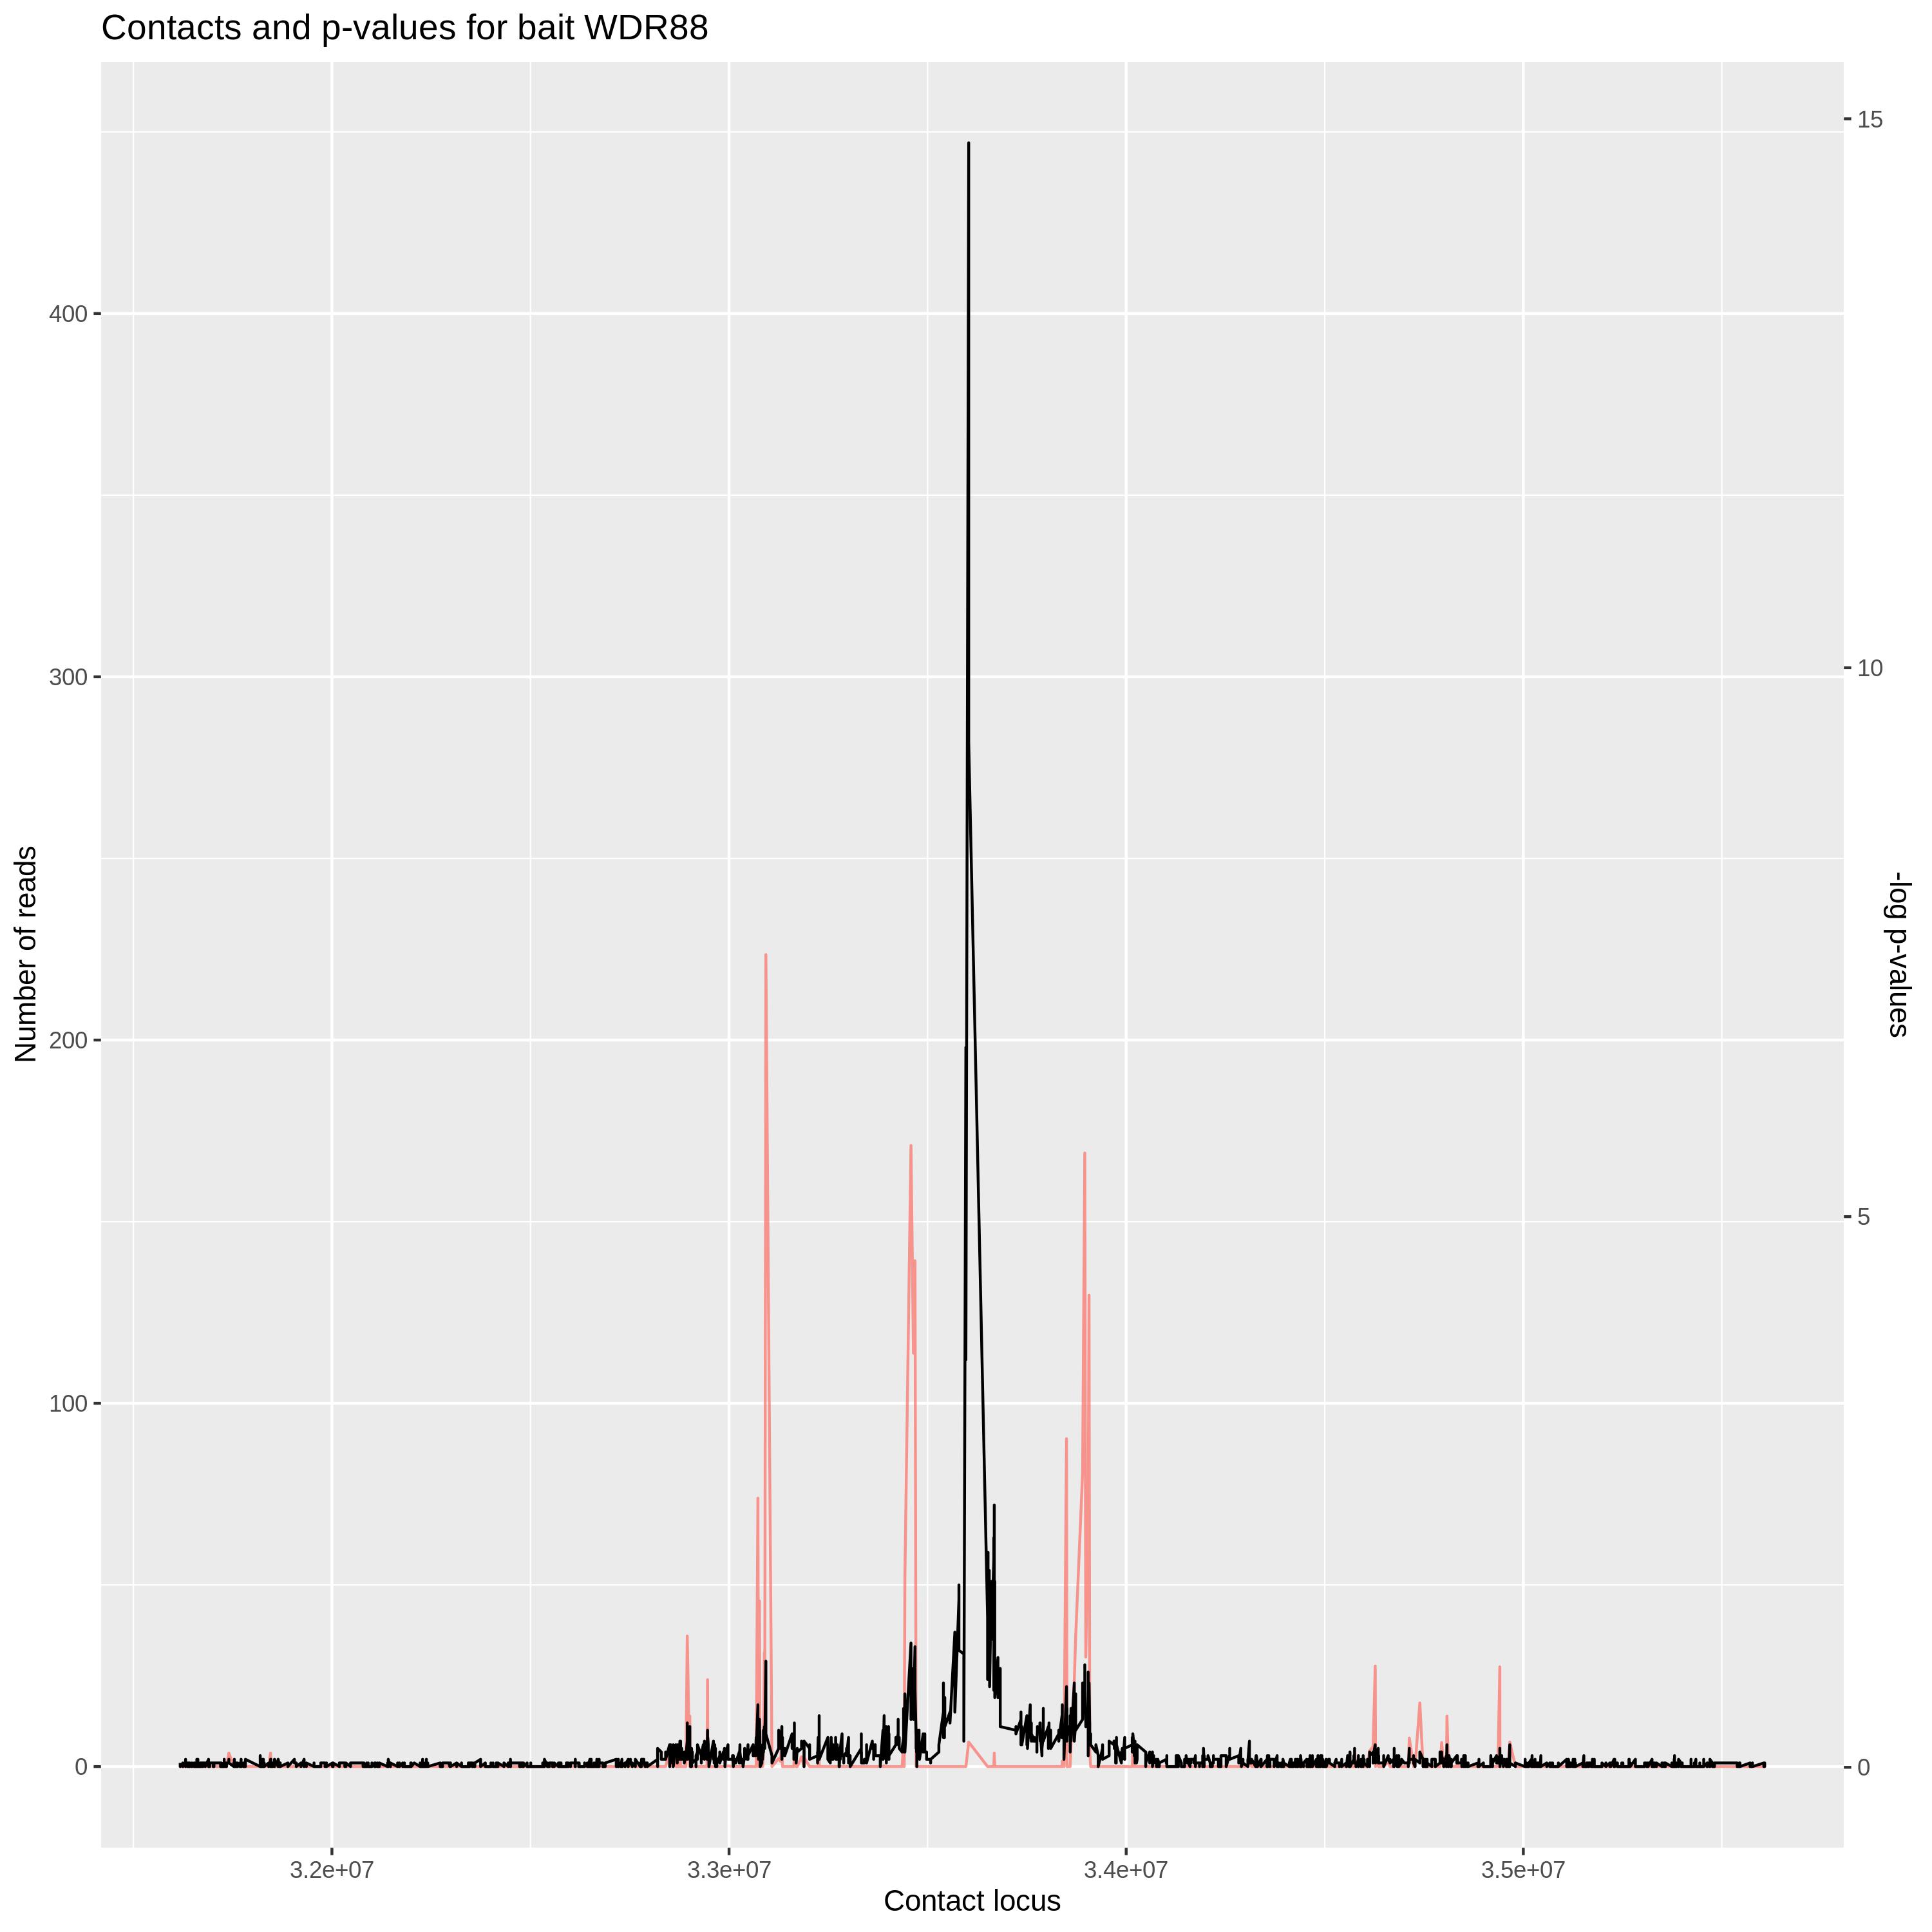 Contacts and p-values for bait WDR88
15
400
300
10
200
5
100
0
0
Number of reads
-log p-values
3.2e+07
3.3e+07
3.4e+07
3.5e+07
Contact locus